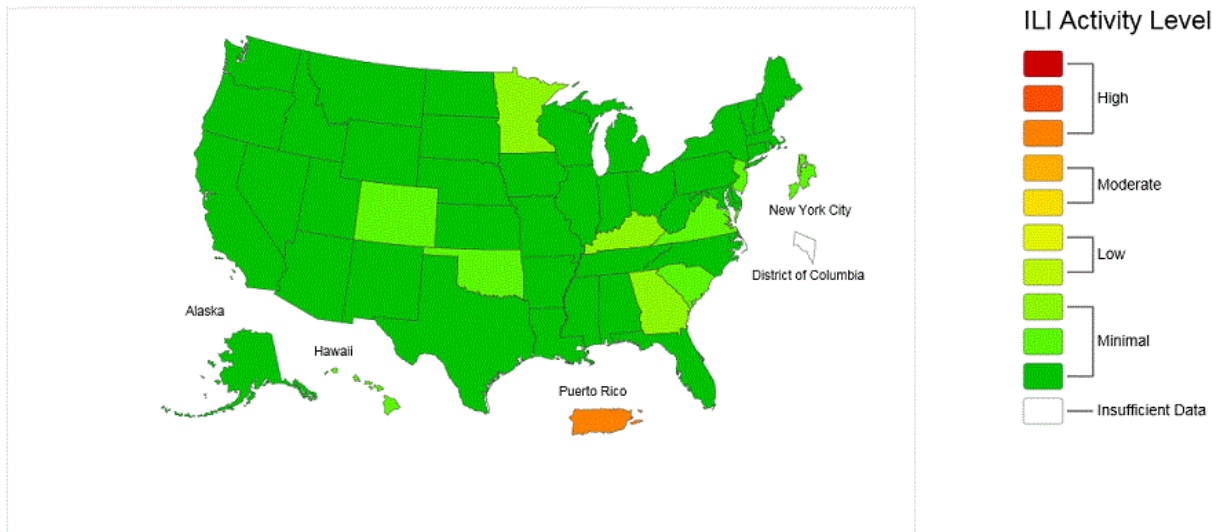 ILI Activity Level
High
Moderate
Low
Minimal
Insufficient Data
New York City
District of Columbia
Alaska
Hawaii
Puerto Rico